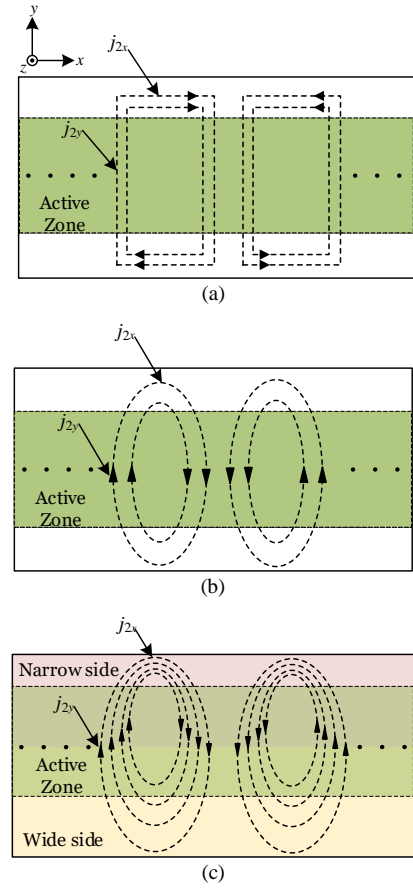 y
z
x
j2x
j2y
Active
Zone
(a)
j2x
j2y
Active
Zone
(b)
j2x
Narrow side
j2y
Active
Zone
Wide side
(c)